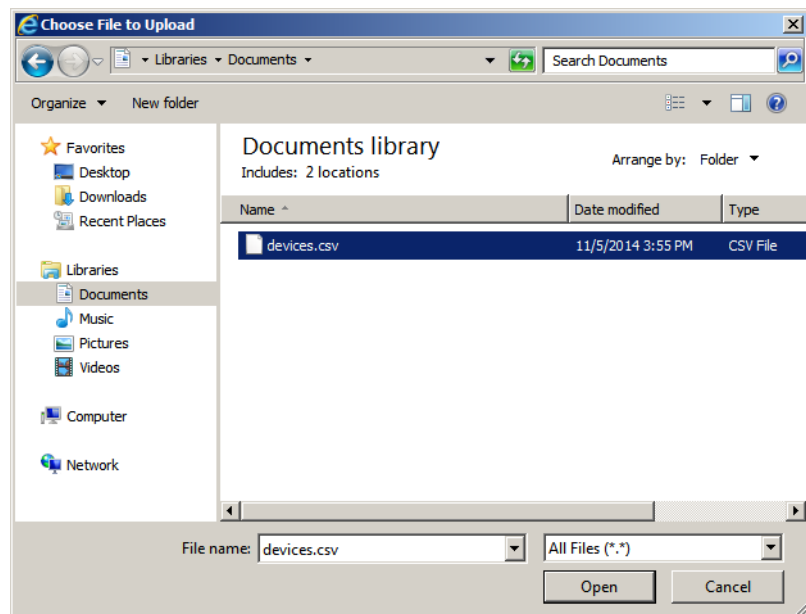 Choose File to Upload
Libraries Documents Search Documents
Organize New folder
Favorites
Desktop
Downloads
Recent Places
Libraries
Documents
Music
Pictures
Videos
Computer
Network
Documents library
Includes: 2 locations
Arrange by: Folder
Name Date modified Type
devices.csv 11/5/2014 3:55 PM CSV File
File name: devices.csv All Files (*.*)
Open Cancel